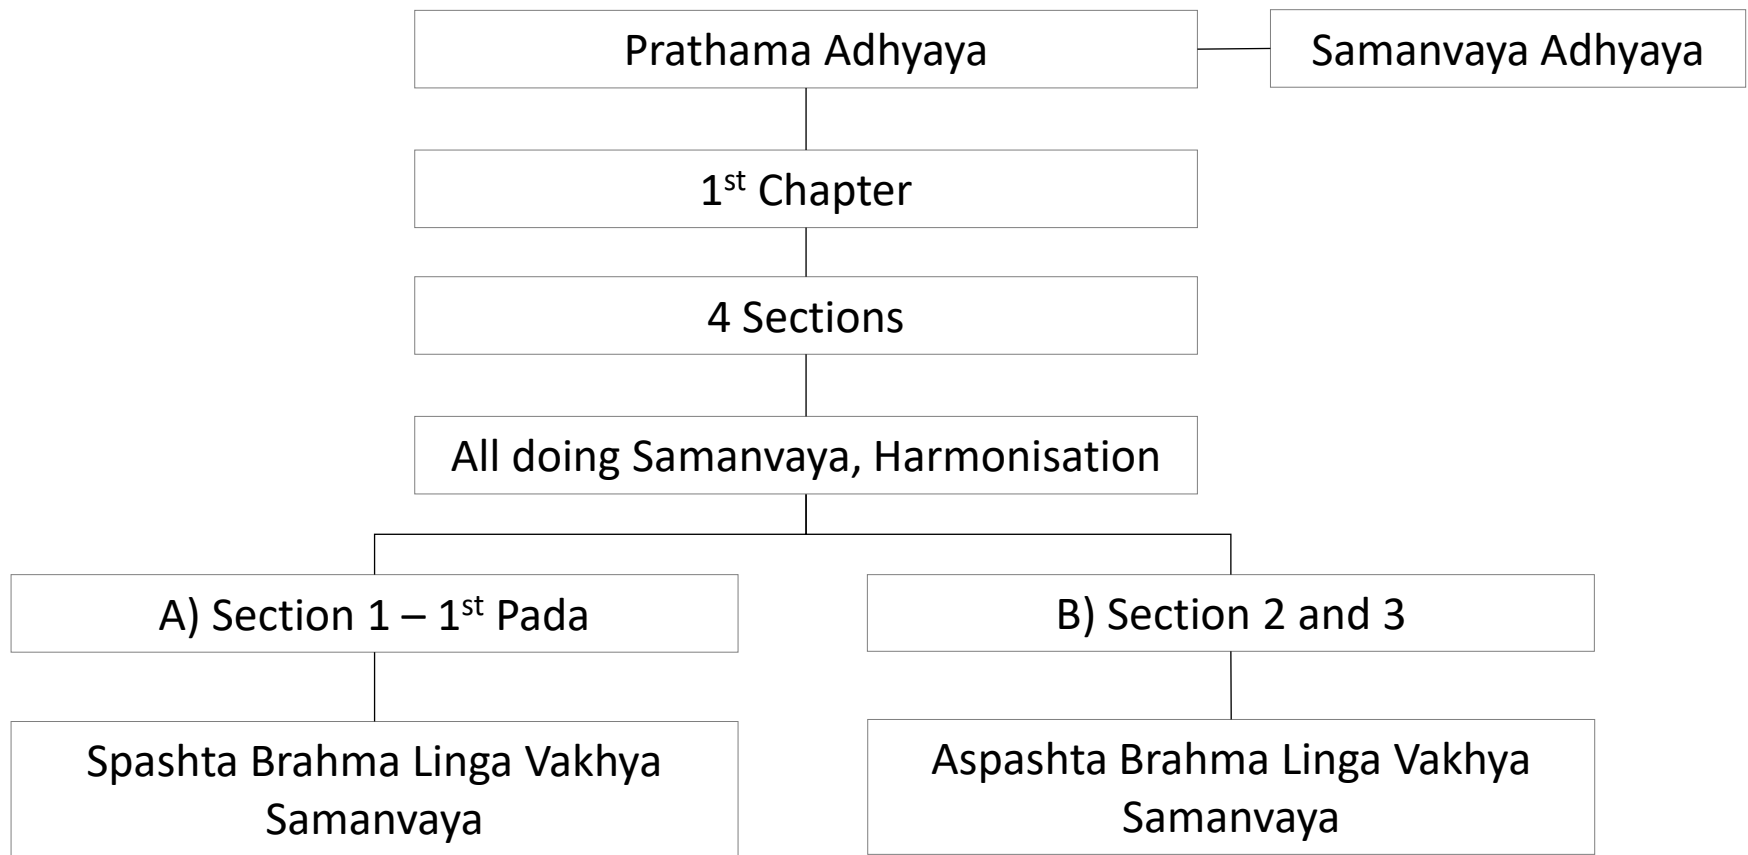 Prathama Adhyaya
Samanvaya Adhyaya
1st Chapter
4 Sections
All doing Samanvaya, Harmonisation
A) Section 1 – 1st Pada
B) Section 2 and 3
Spashta Brahma Linga Vakhya
Samanvaya
Aspashta Brahma Linga Vakhya
Samanvaya